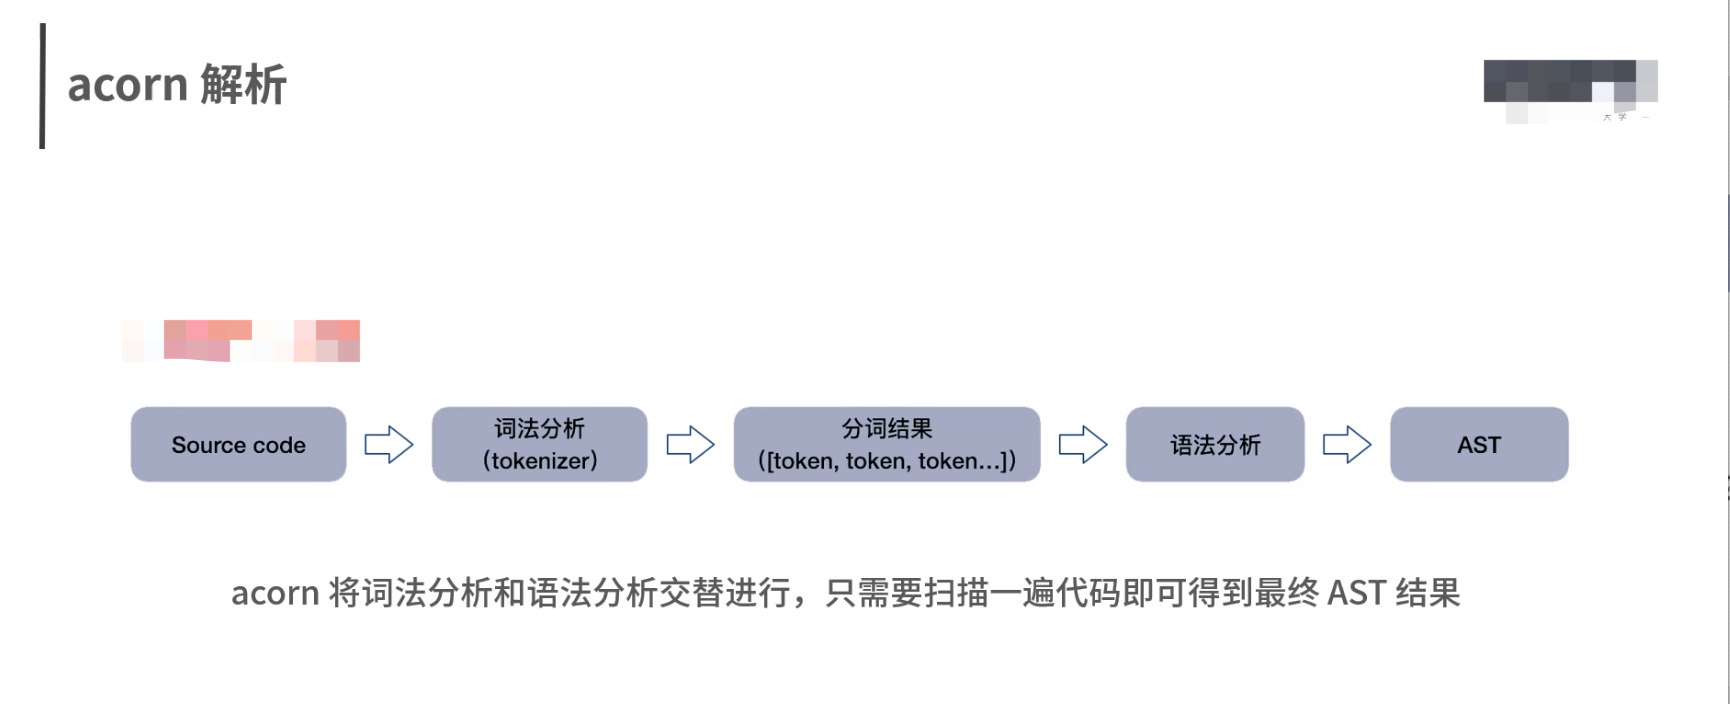 acorn 解析
大学
Source code
词法分析
(tokenizer)
分词结果
([token, token, token...])
语法分析
AST
acorn 将词法分析和语法分析交替进行，只需要扫描一遍代码即可得到最终 AST 结果